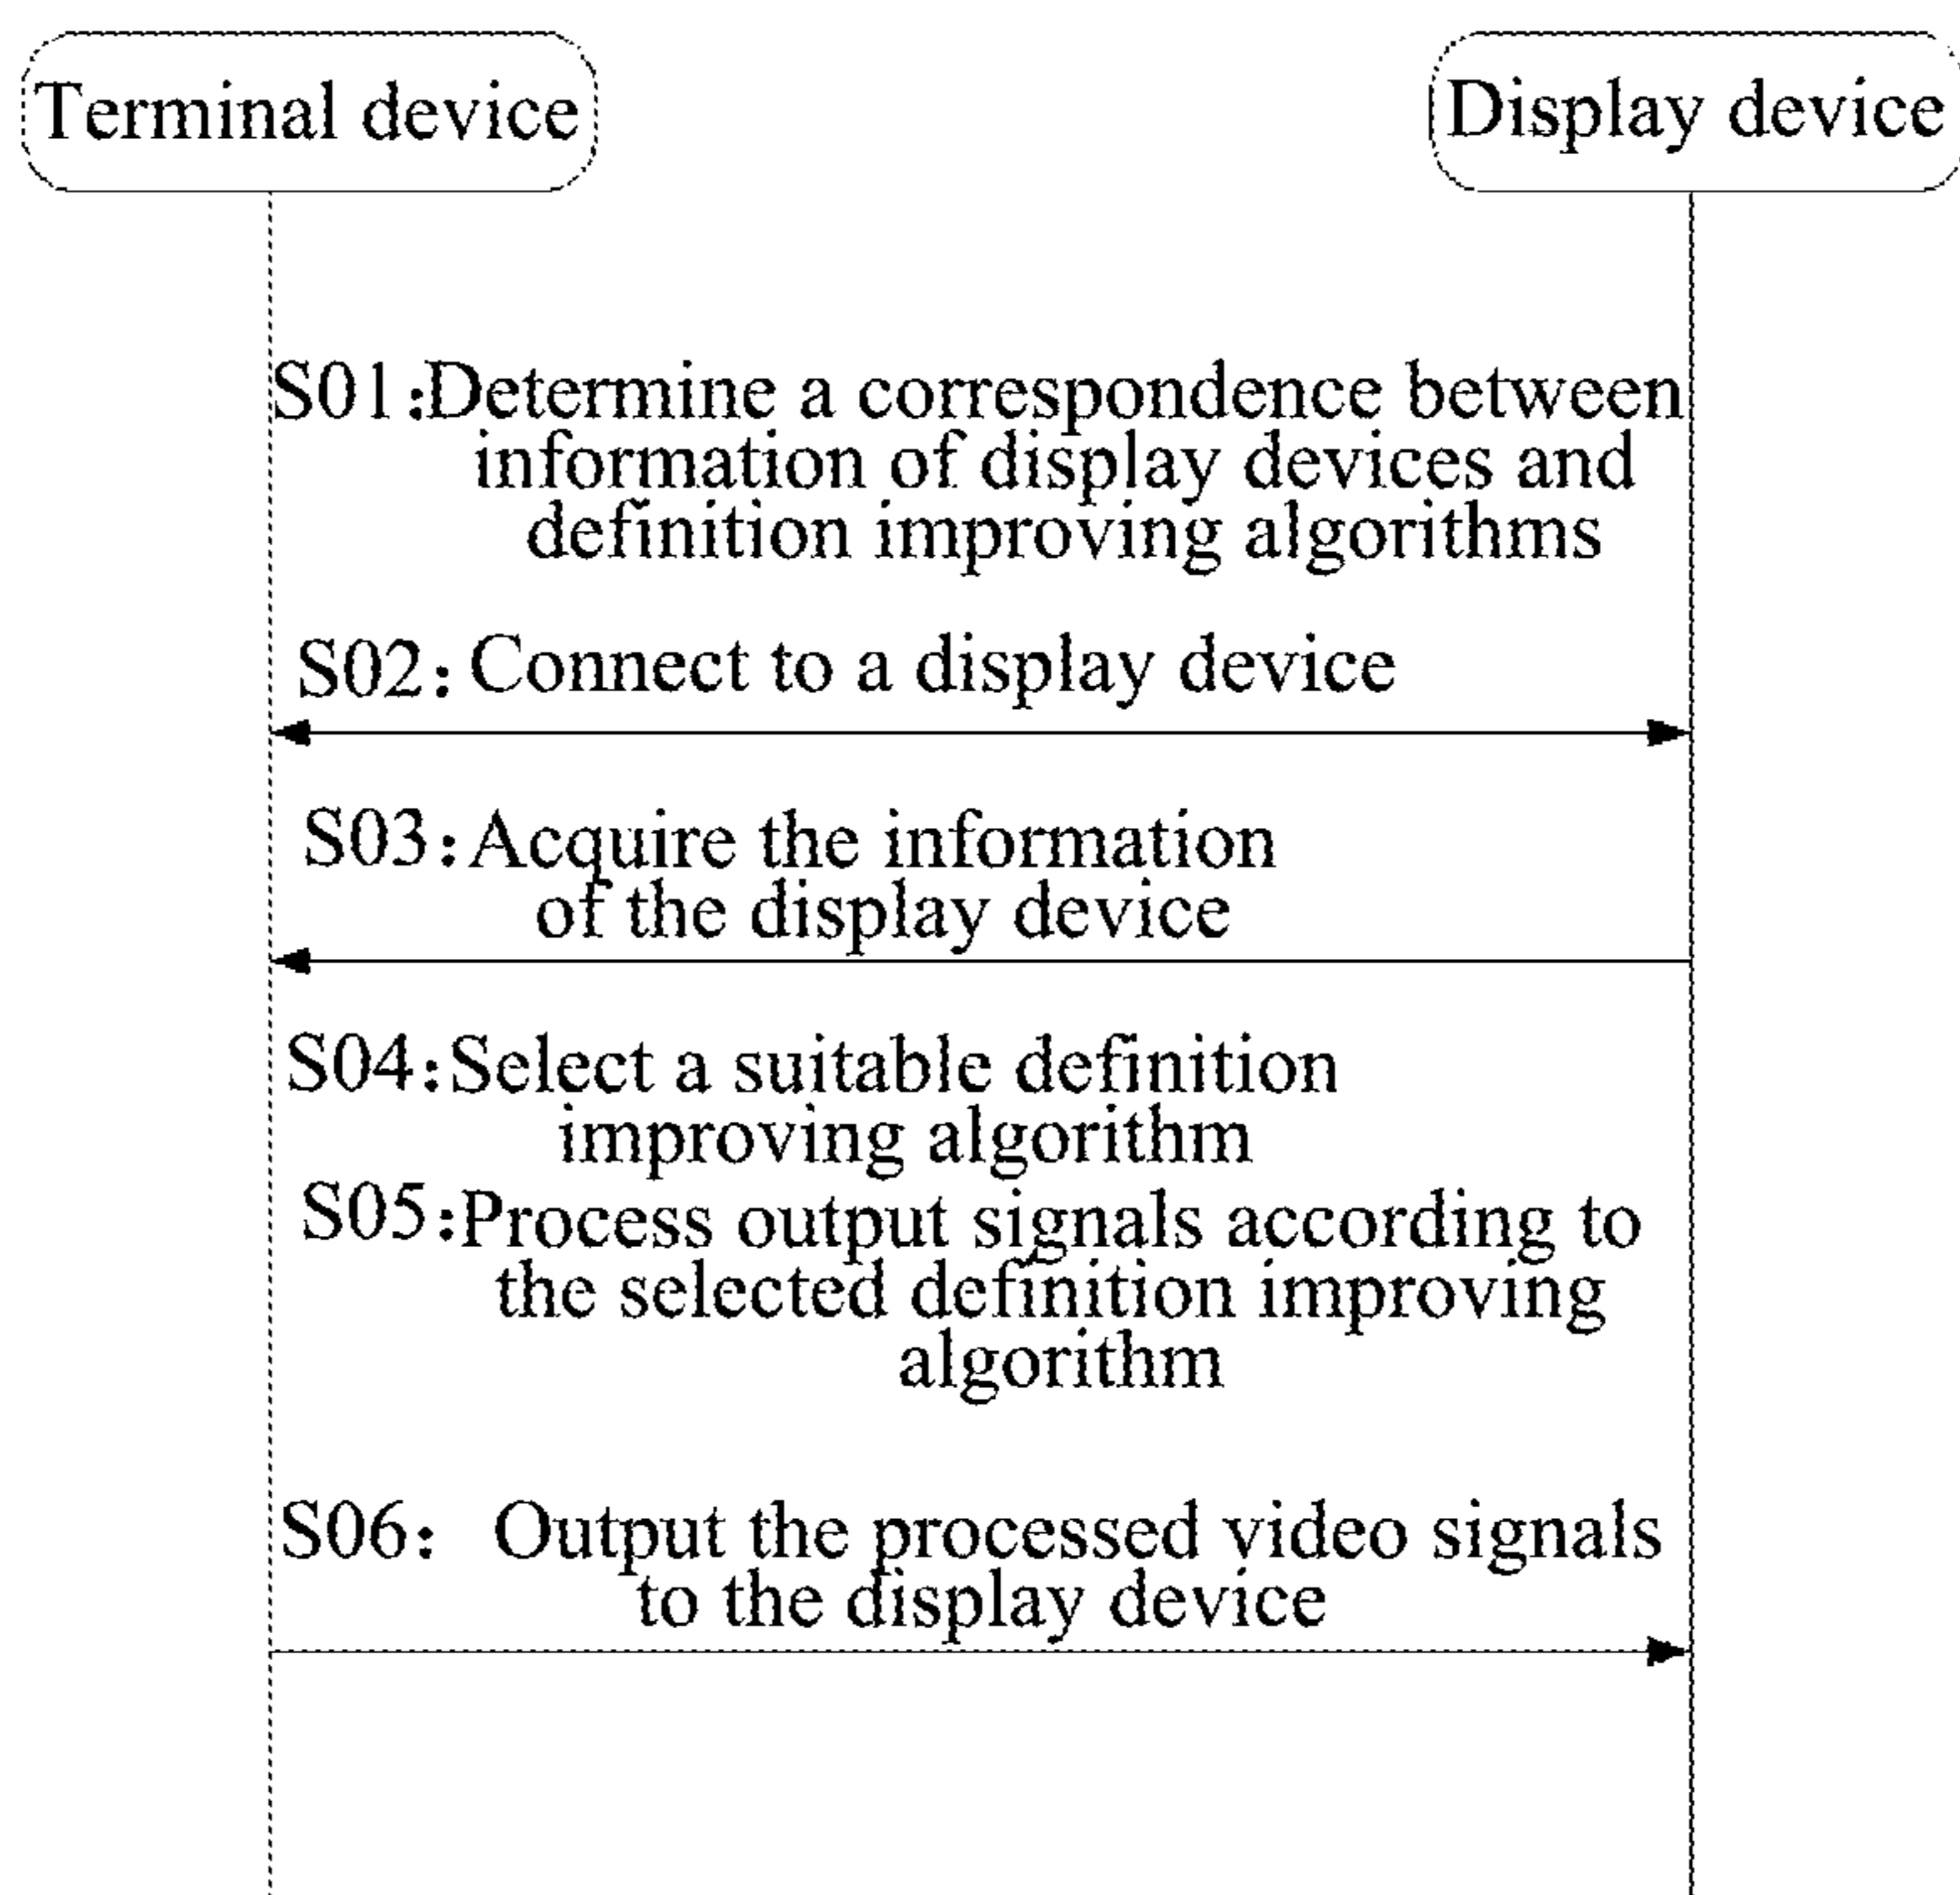 Terminal device
Display device
S01:Determine a correspondence between
information of display devices and
definition improving algorithms
S02: Connect to a display device
S03:Acquire the information
of the display device
S04:Select a suitable definition
improving algorithm
S05:Process output signals according to
the selected definition improving
algorithm
S06: Output the processed video signals
to the display device